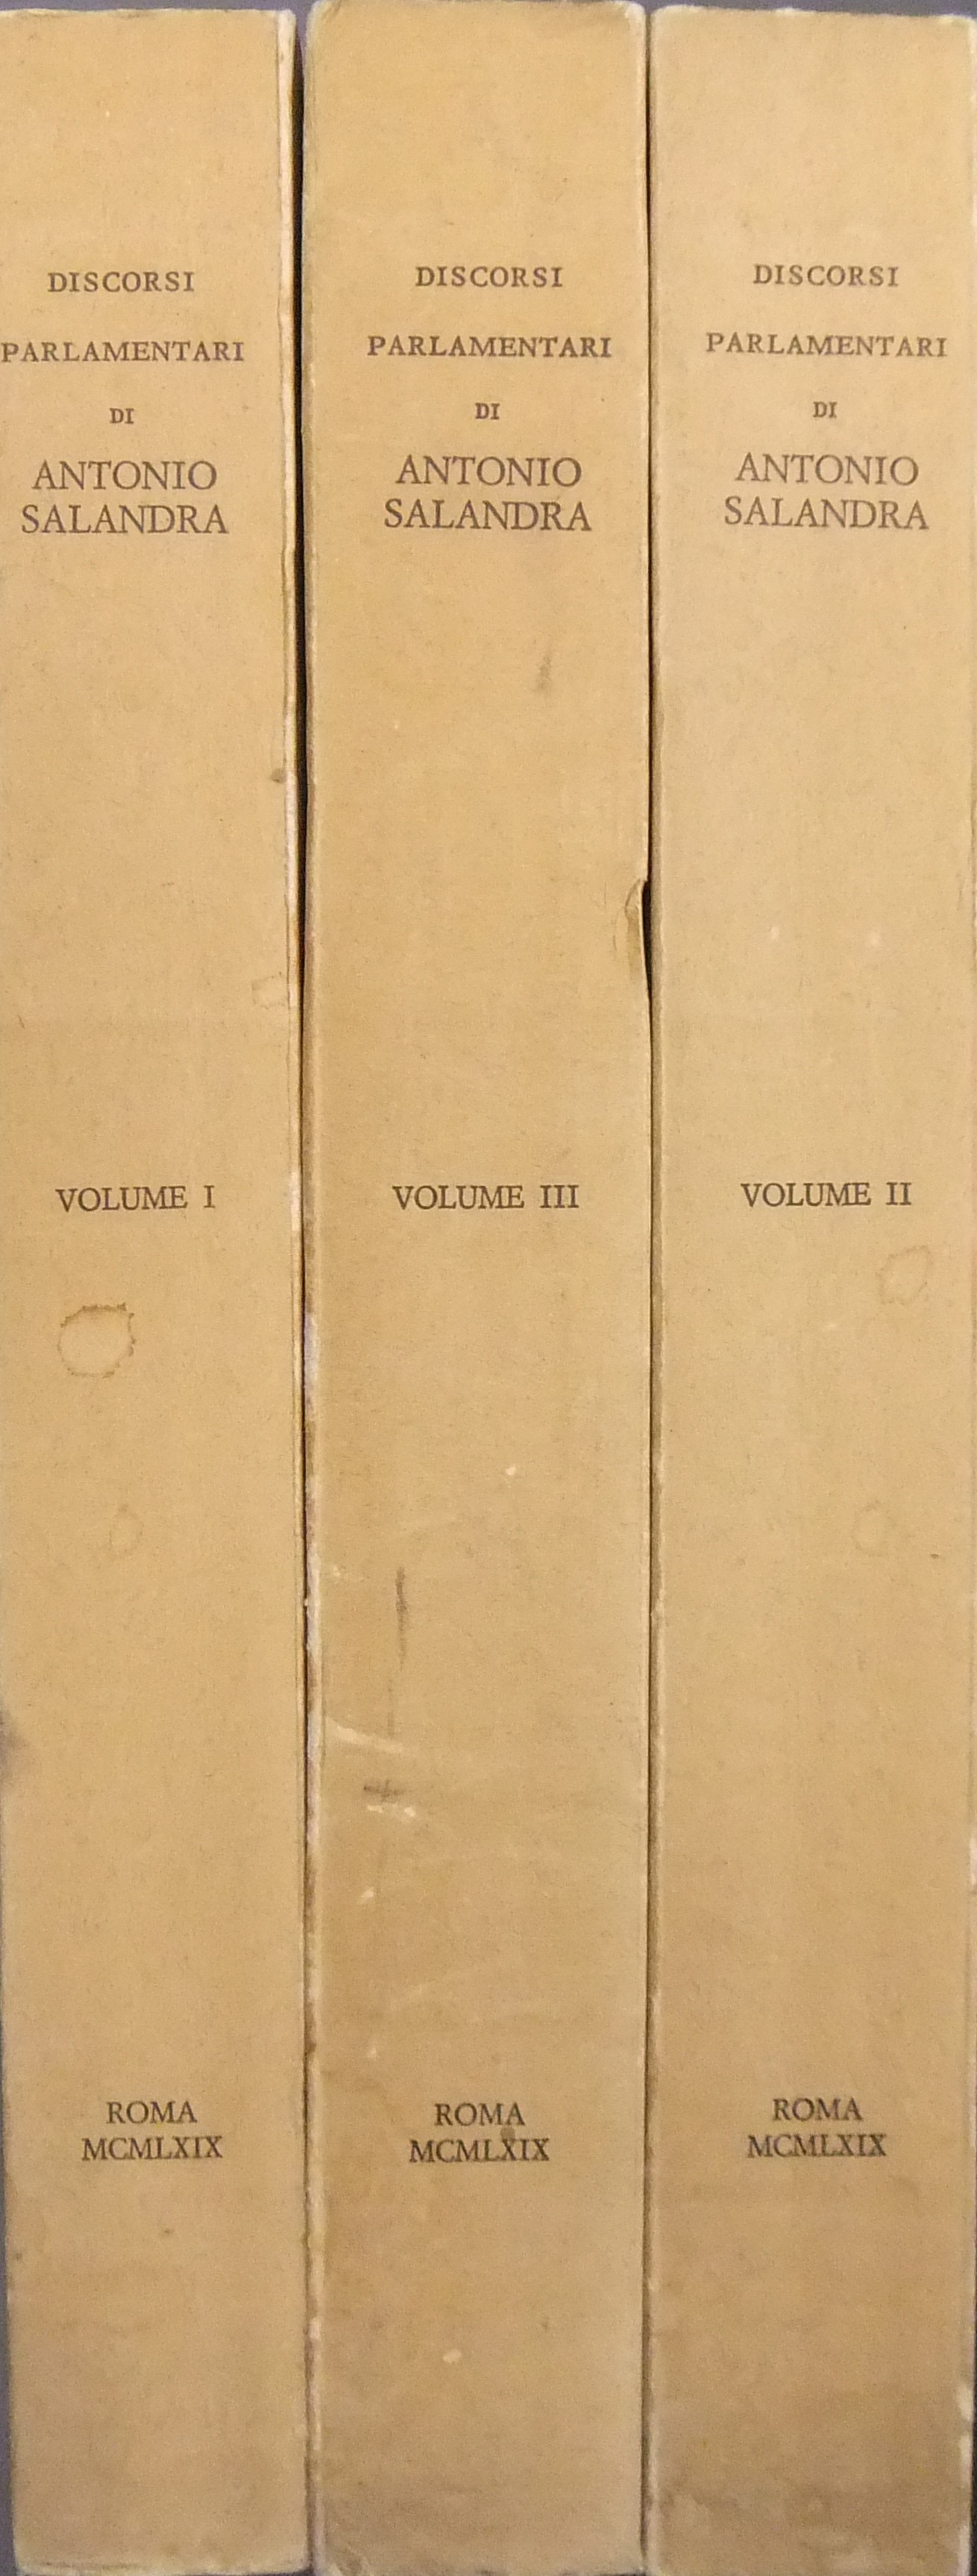 DISCORSI
PARLAMENTARI
DI
ANTONIO
SALANDRA
VOLUME I
ROMA
MCMLXIX
DISCORSI
PARLAMENTARI
DI
ANTONIO
SALANDRA
VOLUME III
ROMA
MCMLXIX
DISCORSI
PARLAMENTARI
DI
ANTONIO
SALANDRA
VOLUME II
ROMA
MCMLXIX